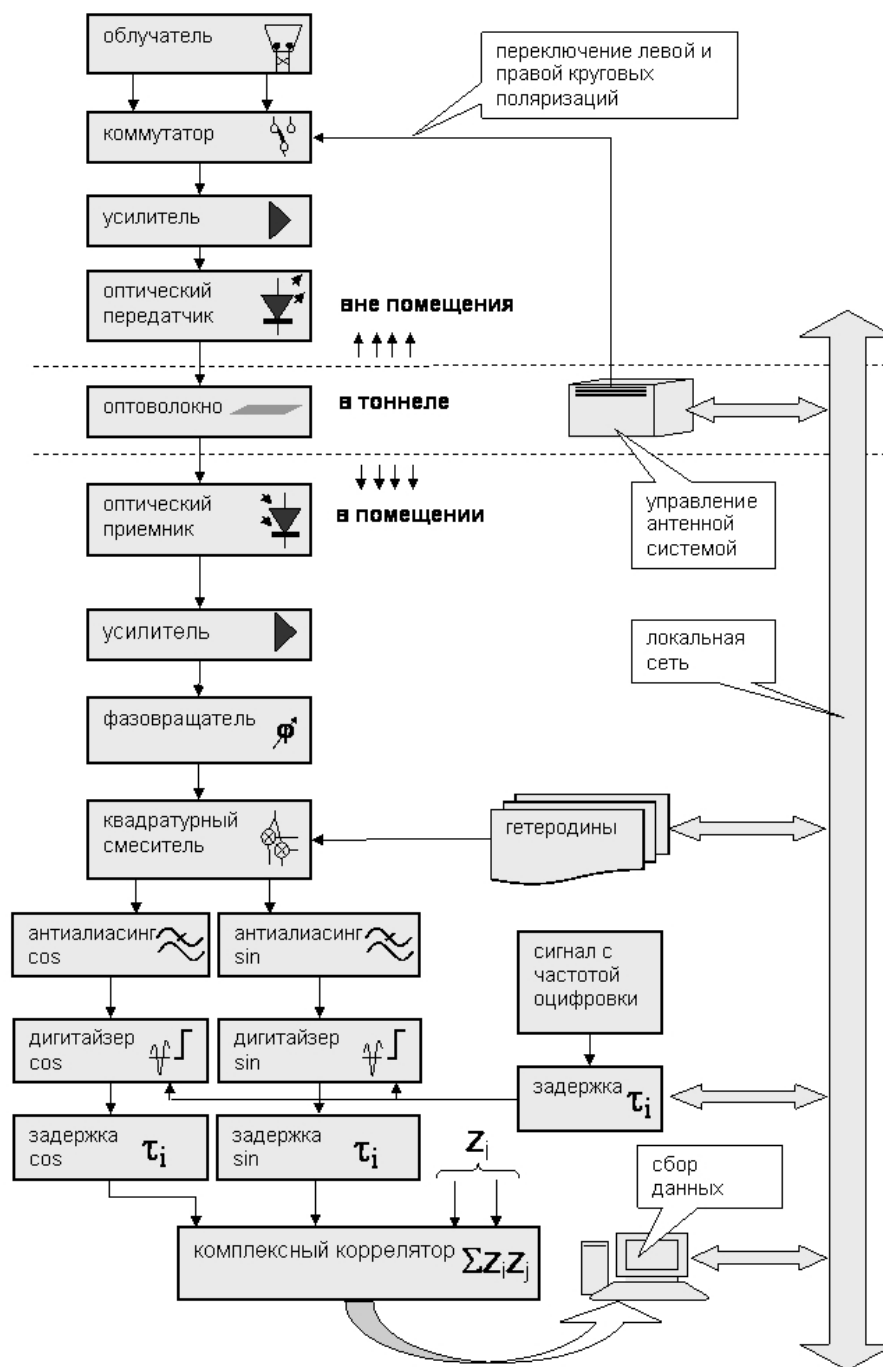 облучатель
переключение левой и
правой круговых
поляризаций
коммутатор
усилитель
оптический
передатчик
вне помещения
оптоволокно
в тоннеле
оптический
приемник
в помещении
управление
антенной
системой
усилитель
локальная
сеть
фазовращатель
φ
квадратурный
смеситель
гетеродины
антиалиасинг
cos
антиалиасинг
sin
сигнал с
частотой
оцифровки
дигитайзер
cos
дигитайзер
sin
задержка τi
задержка
cos τi
задержка
sin τi
Zj
сбор
данных
комплексный коррелятор ΣZiZj